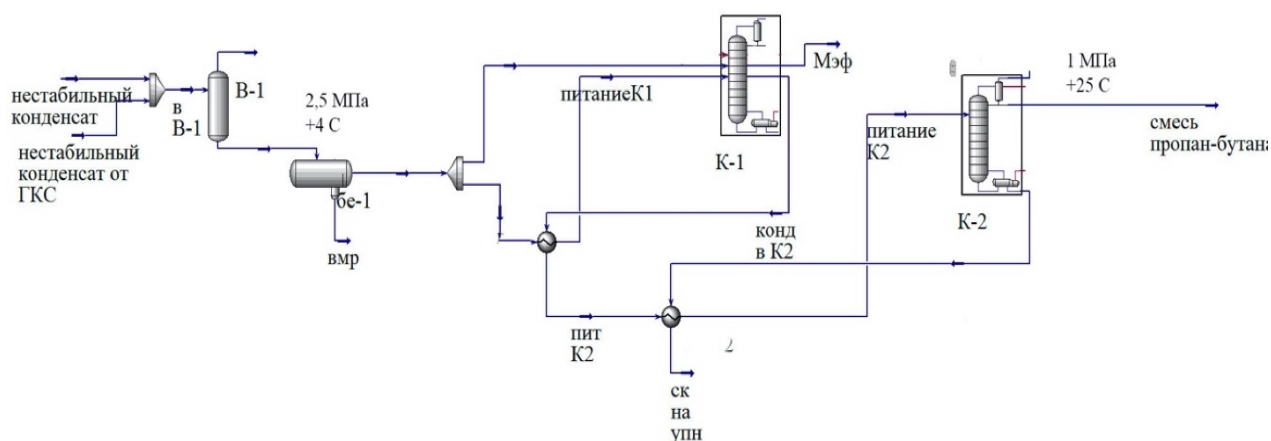 нестабильный
конденсат
нестабильный
конденсат от
ГКС
в
В-1
В-1
2,5 МПа
+4 С
бе-1
вмр
питаниеК1
К-1
Мэф
конд
в К2
пит
К2
2
ск
на
упн
питание
К2
К-2
1 МПа
+25 С
смесь
пропан-бутана